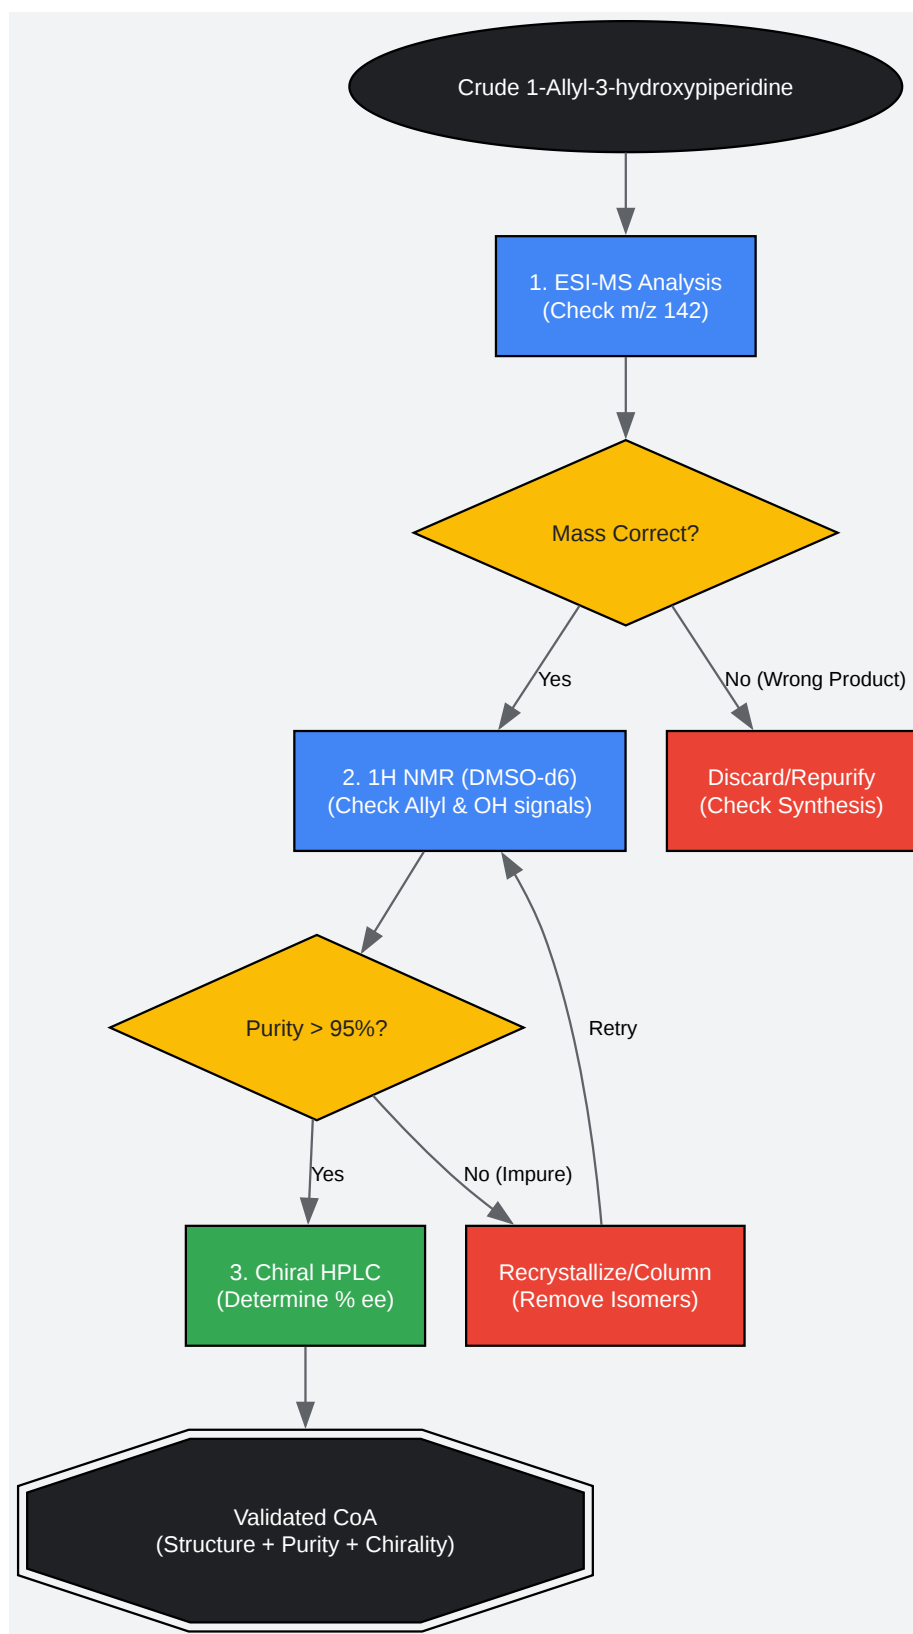 Crude 1-Allyl-3-hydroxypiperidine
1. ESI-MS Analysis
(Check m/z 142)
Mass Correct?
Yes
No (Wrong Product)
2. 1H NMR (DMSO-d6)
(Check Allyl & OH signals)
Discard/Repurify
(Check Synthesis)
Purity > 95%?
Retry
Yes
No (Impure)
3. Chiral HPLC
(Determine % ee)
Recrystallize/Column
(Remove Isomers)
Validated CoA
(Structure + Purity + Chirality)